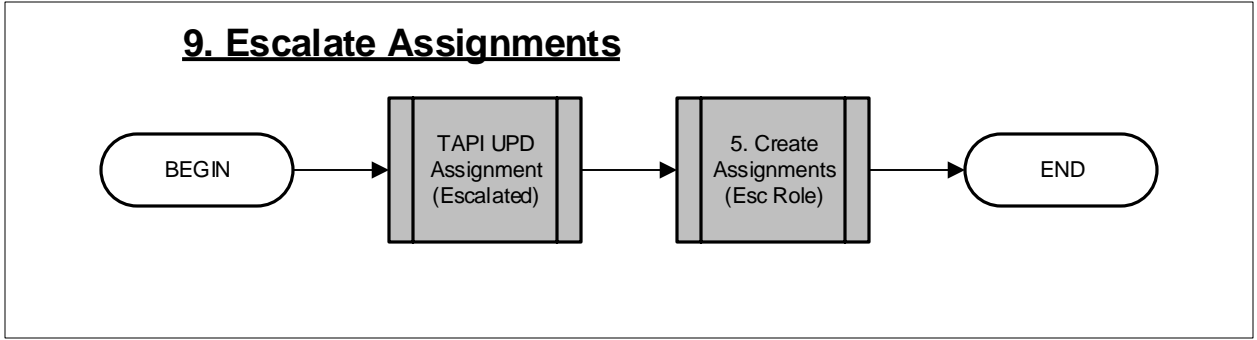 9. Escalate Assignments
BEGIN
TAPI UPD
Assignment
(Escalated)
5. Create
Assignments
(Esc Role)
END